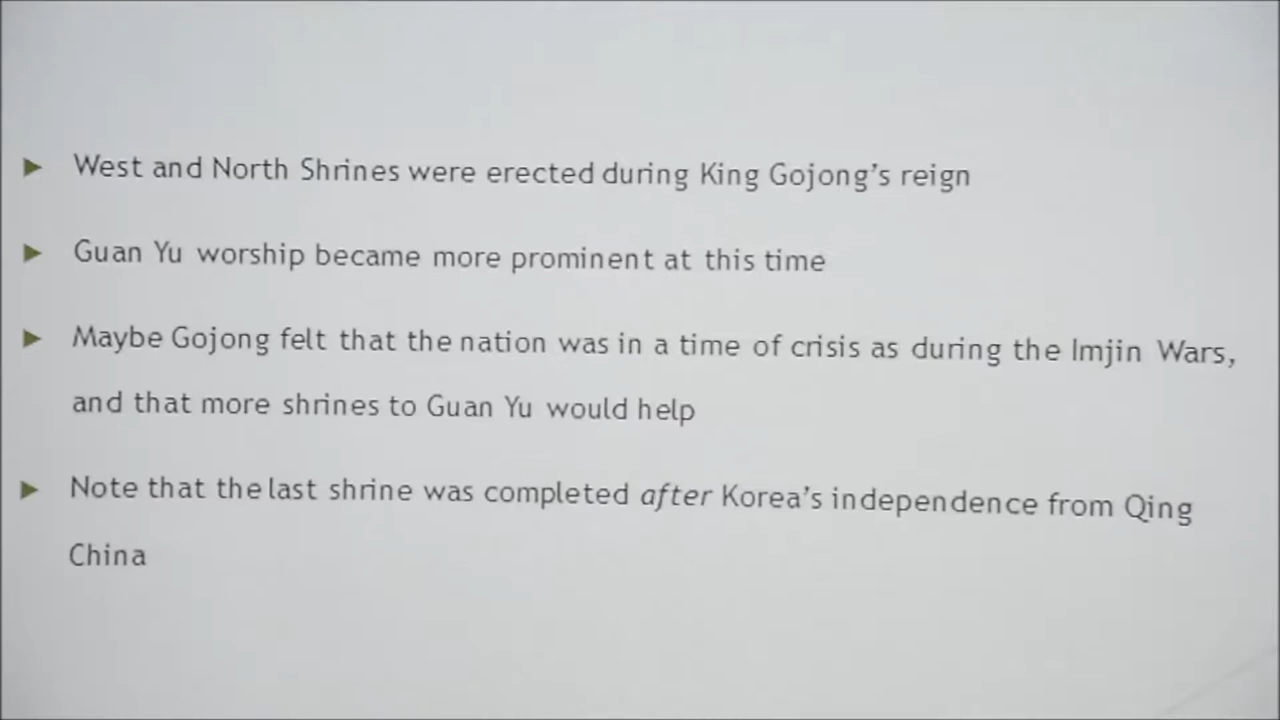 West and North Shrines were erected during King Gojong's reign
Guan Yu worship became more prominent at this time
Maybe Gojong felt that the nation was in a time of crisis as during the Imjin Wars,
and that more shrines to Guan Yu would help
Note that the last shrine was completed after Korea's independence from Qing
China